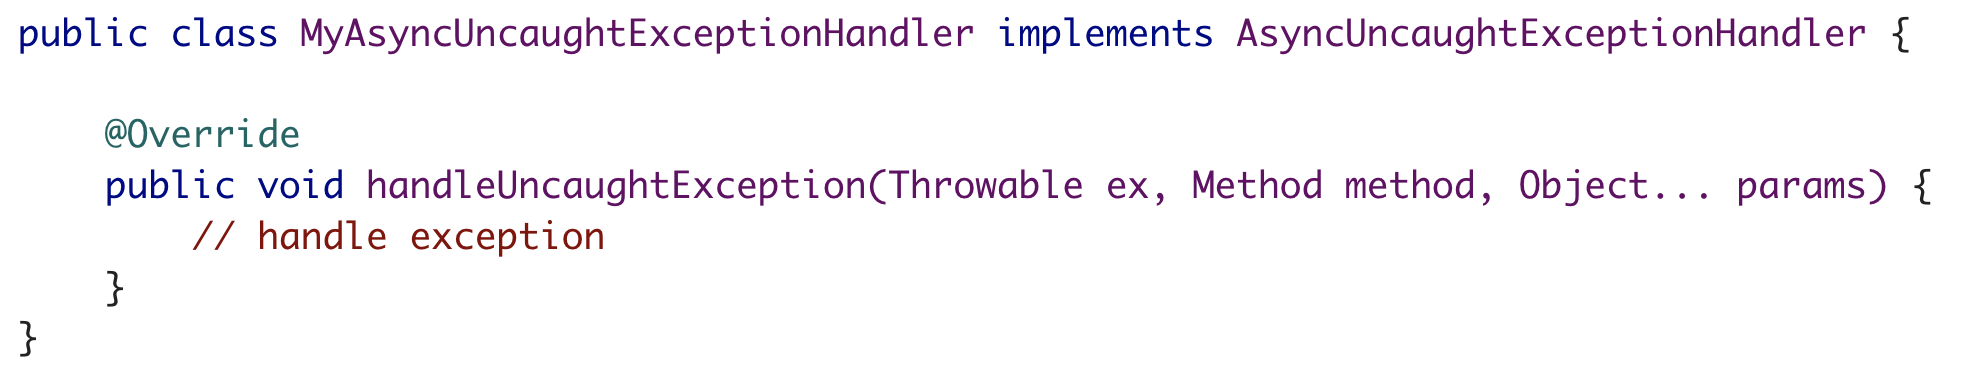 public class MyAsyncUncaughtExceptionHandler implements AsyncUncaughtExceptionHandler {
@Override
public void handleUncaughtException(Throwable ex, Method method, Object... params) {
// handle exception
}
}